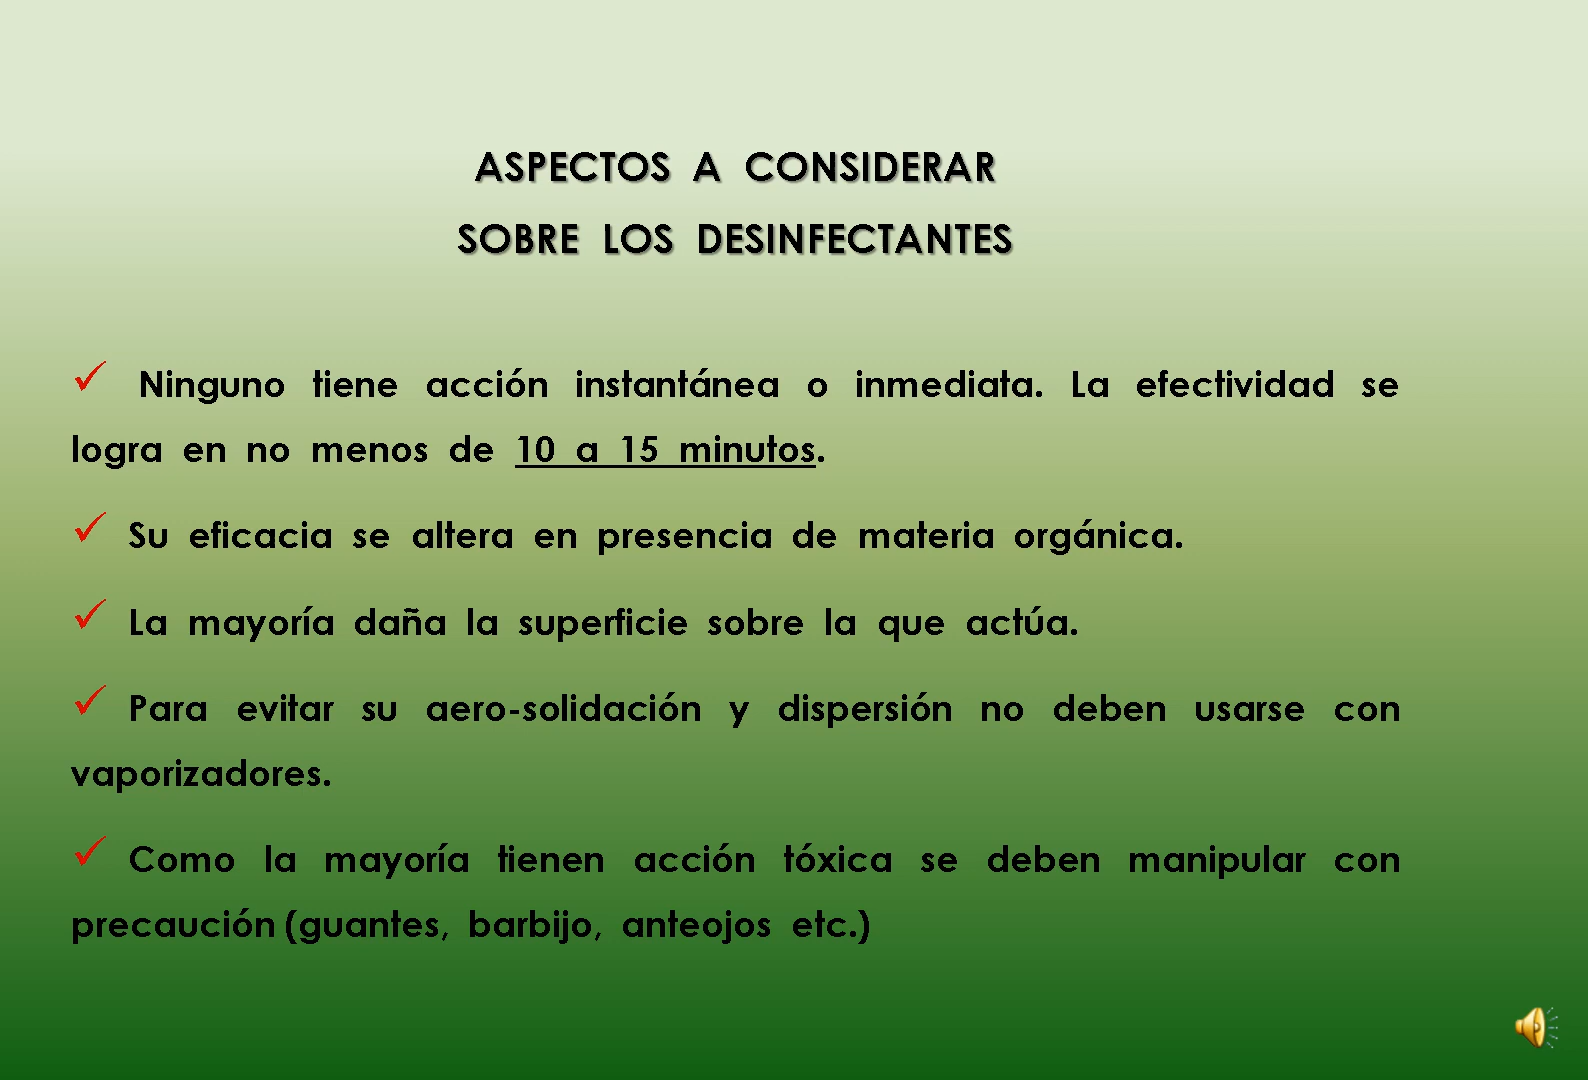 ASPECTOS A CONSIDERAR
SOBRE LOS DESINFECTANTES
✓ Ninguno tiene acción instantánea o inmediata. La efectividad se
logra en no menos de 10 a 15 minutos.
✓ Su eficacia se altera en presencia de materia orgánica.
✓ La mayoría daña la superficie sobre la que actúa.
✓ Para evitar su aero-solidación y dispersión no deben usarse con
vaporizadores.
✓ Como la mayoría tienen acción tóxica se deben manipular con
precaución (guantes, barbijo, anteojos etc.)